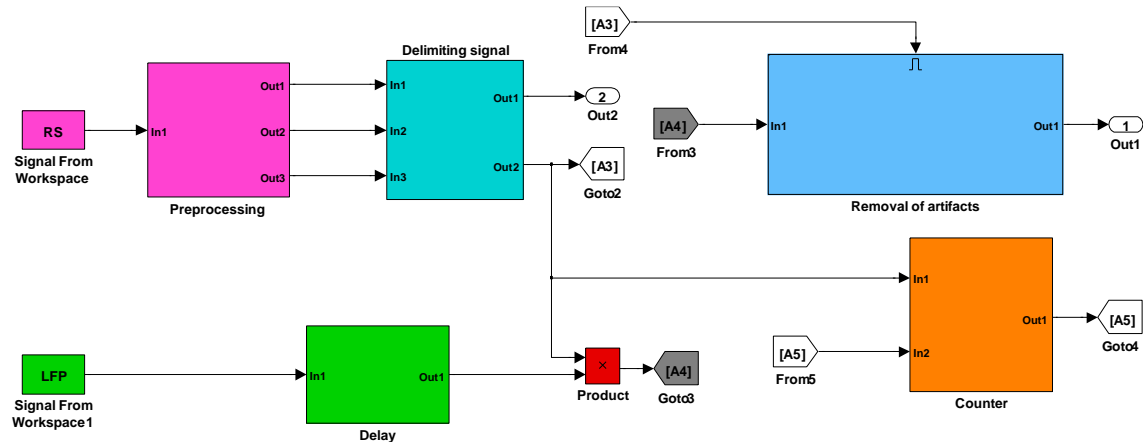 [A3]
From4
Delimiting signal
RS
Signal From
Workspace
In1
Out1
Out2
Out3
Preprocessing
In1
In2
In3
Out1
Out2
2
Out2
[A3]
Goto2
[A4]
From3
In1
Out1
Removal of artifacts
1
Out1
LFP
Signal From
Workspace1
In1
Out1
Delay
×
Product
[A4]
Goto3
[A5]
From5
In1
In2
Out1
Counter
[A5]
Goto4